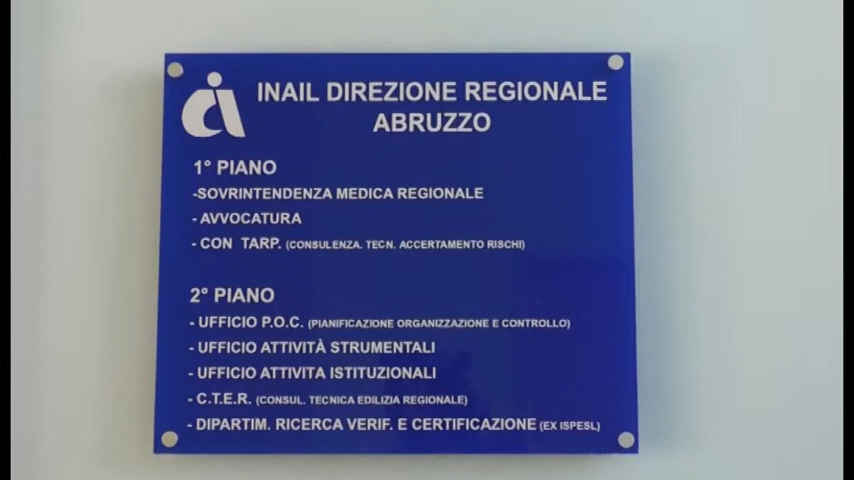 INAIL DIREZIONE REGIONALE
ABRUZZO
1° PIANO
-SOVRINTENDENZA MEDICA REGIONALE
- AVVOCATURA
- CON TARP. (CONSULENZA. TECN. ACCERTAMENTO RISCHI)
2° PIANO
- UFFICIO P.O.C. (PIANIFICAZIONE ORGANIZZAZIONE E CONTROLLO)
- UFFICIO ATTIVITÀ STRUMENTALI
- UFFICIO ATTIVITA ISTITUZIONALI
- C.T.E.R. (CONSUL. TECNICA EDILIZIA REGIONALE)
- DIPARTIM. RICERCA VERIF. E CERTIFICAZIONE (EX ISPESL)